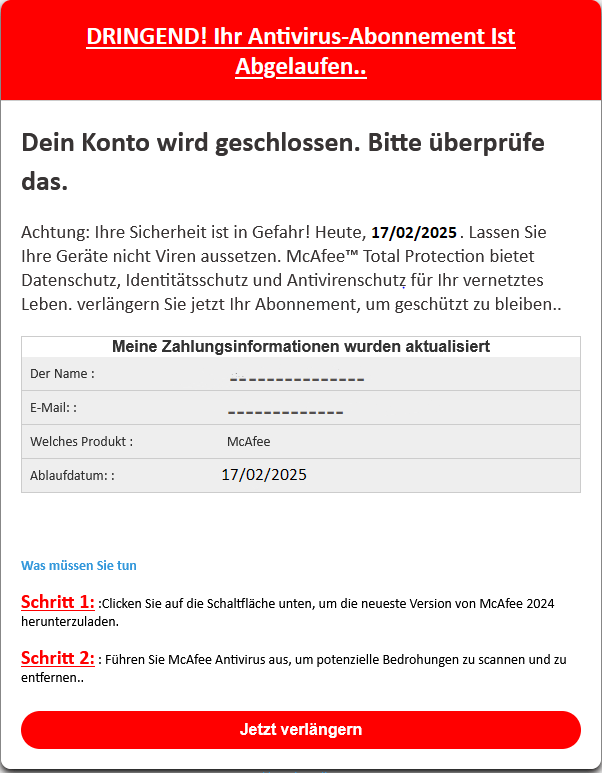 DRINGEND! Ihr Antivirus-Abonnement Ist
Abgelaufen..
Dein Konto wird geschlossen. Bitte überprüfe
das.
Achtung: Ihre Sicherheit ist in Gefahr! Heute, 17/02/2025. Lassen Sie
Ihre Geräte nicht Viren aussetzen. McAfee™ Total Protection bietet
Datenschutz, Identitätsschutz und Antivirenschutz für Ihr vernetztes
Leben. verlängern Sie jetzt Ihr Abonnement, um geschützt zu bleiben..
Meine Zahlungsinformationen wurden aktualisiert
Der Name : ---------------
E-Mail: : -------------
Welches Produkt : McAfee
Ablaufdatum: : 17/02/2025
Was müssen Sie tun
Schritt 1: :Clicken Sie auf die Schaltfläche unten, um die neueste Version von McAfee 2024
herunterzuladen.
Schritt 2: : Führen Sie McAfee Antivirus aus, um potenzielle Bedrohungen zu scannen und zu
entfernen..
Jetzt verlängern